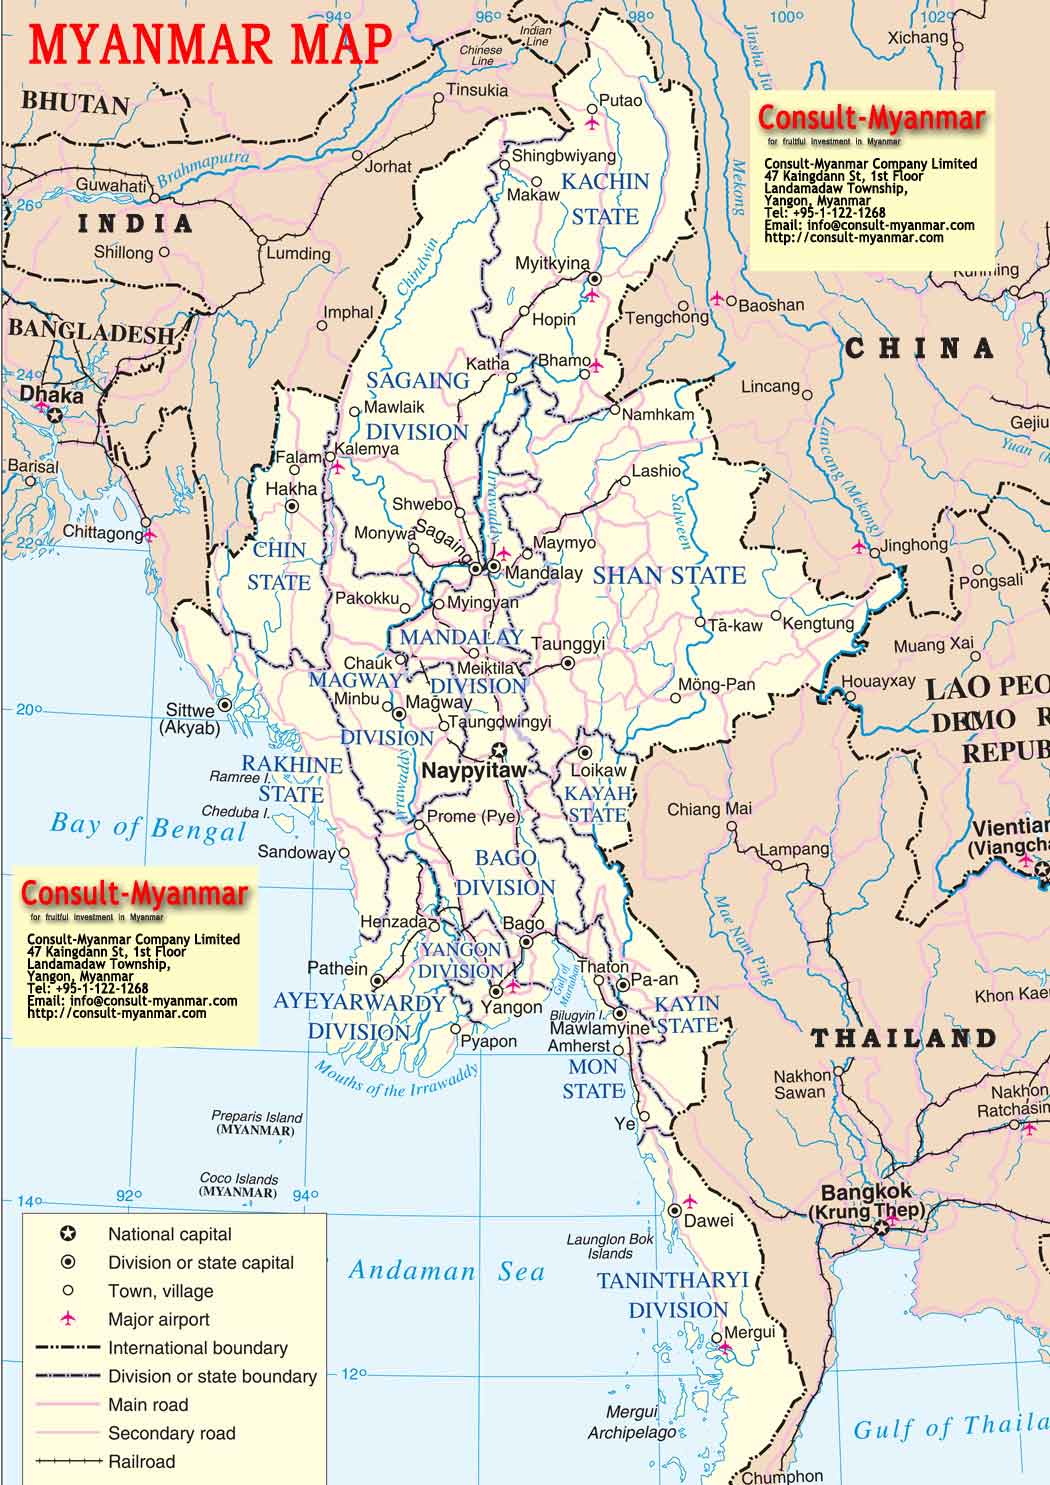 MYANMAR MAP
94°
96°
98°
100°
102°
Indian
Line
Chinese
Line
Xichang
Jinsha Jia
BHUTAN
Tinsukia
Putao
Consult-Myanmar
for fruitful investment in Myanmar
Consult-Myanmar Company Limited
47 Kaingdann St, 1st Floor
Landamadaw Township,
Yangon, Myanmar
Tel: +95-1-122-1268
Email: info@consult-myanmar.com
http://consult-myanmar.com
Brahmaputra
Jorhat
Shingbwiyang
Makaw
KACHIN
STATE
Mekong
Guwahati
26°
INDIA
Shillong
Lumding
Chindwin
Myitkyina
Kunming
Imphal
Hopin
Tengchong
Baoshan
BANGLADESH
CHINA
24°
Dhaka
Katha
Bhamo
SAGAING
DIVISION
Mawlaik
Namhkam
Lincang
Gejiu
Yuan (R
Lancang (Mekong)
Barisal
Falam
Kalemya
Hakha
Lashio
Irrawaddy
Salween
Shwebo
Chittagong
22°
Monywa
Sagaing
Maymyo
Mandalay
Jinghong
CHIN
STATE
SHAN STATE
Pongsali
Pakokku
Myingyan
Tā-kaw
Kengtung
MANDALAY
DIVISION
Taunggyi
Muang Xai
Chauk
Meiktila
MAGWAY
DIVISION
Minbu
Magway
Möng-Pan
Houayxay
LAO PEO
DEMO R
REPUB
20°
Sittwe
(Akyab)
Taungdwingyi
Naypyitaw
Loikaw
RAKHINE
STATE
Ramree I.
Cheduba I.
Irrawaddy
KAYAH
STATE
Chiang Mai
Bay of Bengal
Prome (Pye)
Vientian
(Viangcha
Sandoway
Lampang
BAGO
DIVISION
Consult-Myanmar
for fruitful investment in Myanmar
Consult-Myanmar Company Limited
47 Kaingdann St, 1st Floor
Landamadaw Township,
Yangon, Myanmar
Tel: +95-1-122-1268
Email: info@consult-myanmar.com
http://consult-myanmar.com
Mae Nam Ping
Henzada
Bago
YANGON
DIVISION
Pathein
Gulf of
Thaton
Pa-an
Khon Kae
AYEYARWARDY
DIVISION
Yangon
Bilugyin I.
Mawlamyine
KAYIN
STATE
THAILAND
Pyapon
Amherst
Mouths of the Irrawaddy
MON
STATE
Nakhon
Sawan
Nakhon
Ratchasim
Preparis Island
(MYANMAR)
Ye
Coco Islands
(MYANMAR)
14°
92°
94°
Bangkok
(Krung Thep)
Dawei
Launglon Bok
Islands
National capital
Division or state capital
Town, village
Major airport
International boundary
Division or state boundary
Main road
Secondary road
Railroad
Andaman Sea
TANINTHARYI
DIVISION
Mergui
12°
Mergui
Archipelago
Gulf of Thaila
Chumphon